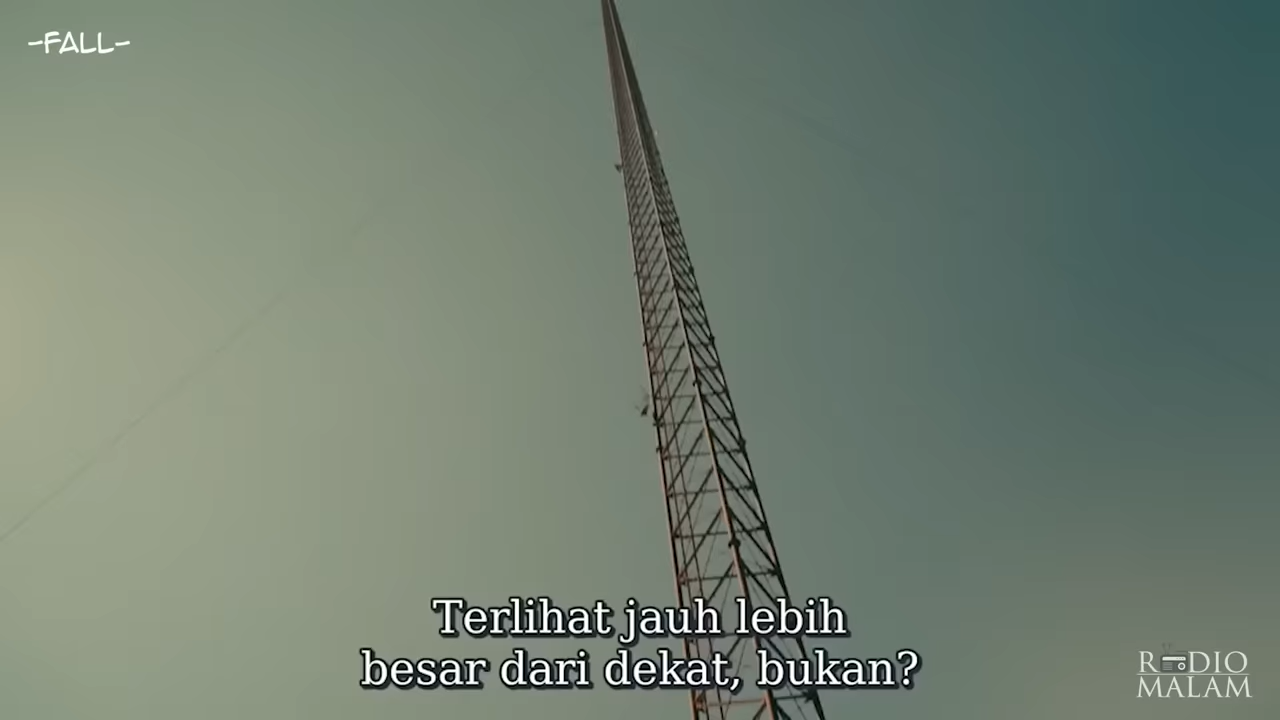 -FALL-
Terlihat jauh lebih
besar dari dekat, bukan?
RADIO
MALAM